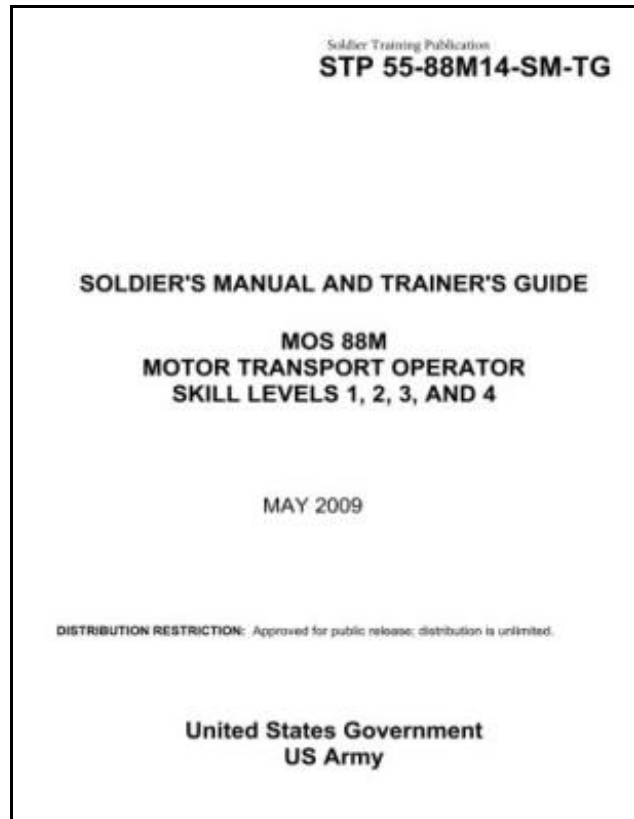 Soldier Training Publication
STP 55-88M14-SM-TG
SOLDIER'S MANUAL AND TRAINER'S GUIDE
MOS 88M
MOTOR TRANSPORT OPERATOR
SKILL LEVELS 1, 2, 3, AND 4
MAY 2009
DISTRIBUTION RESTRICTION: Approved for public release; distribution is unlimited.
United States Government
US Army